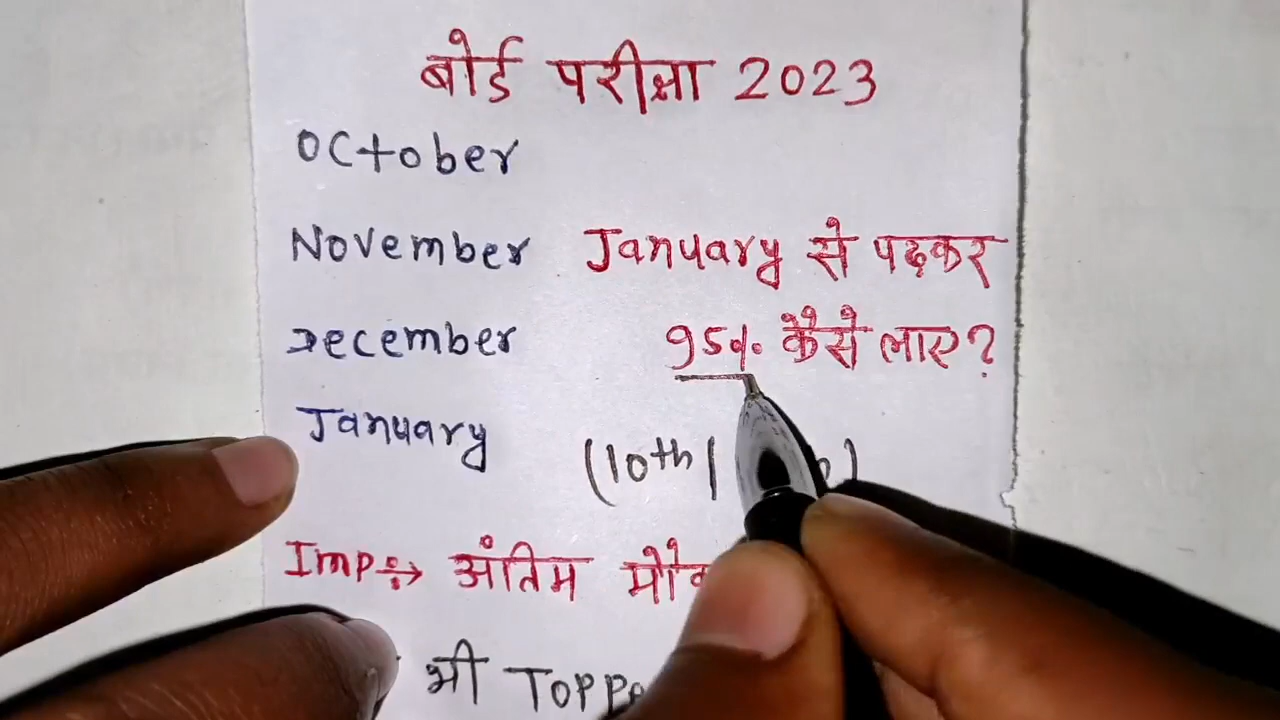 बोर्ड परीक्षा 2023
October
November January से पढ़कर
December 95% कैसे लाए?
January (10th |
Imp:→ अंतिम
भी